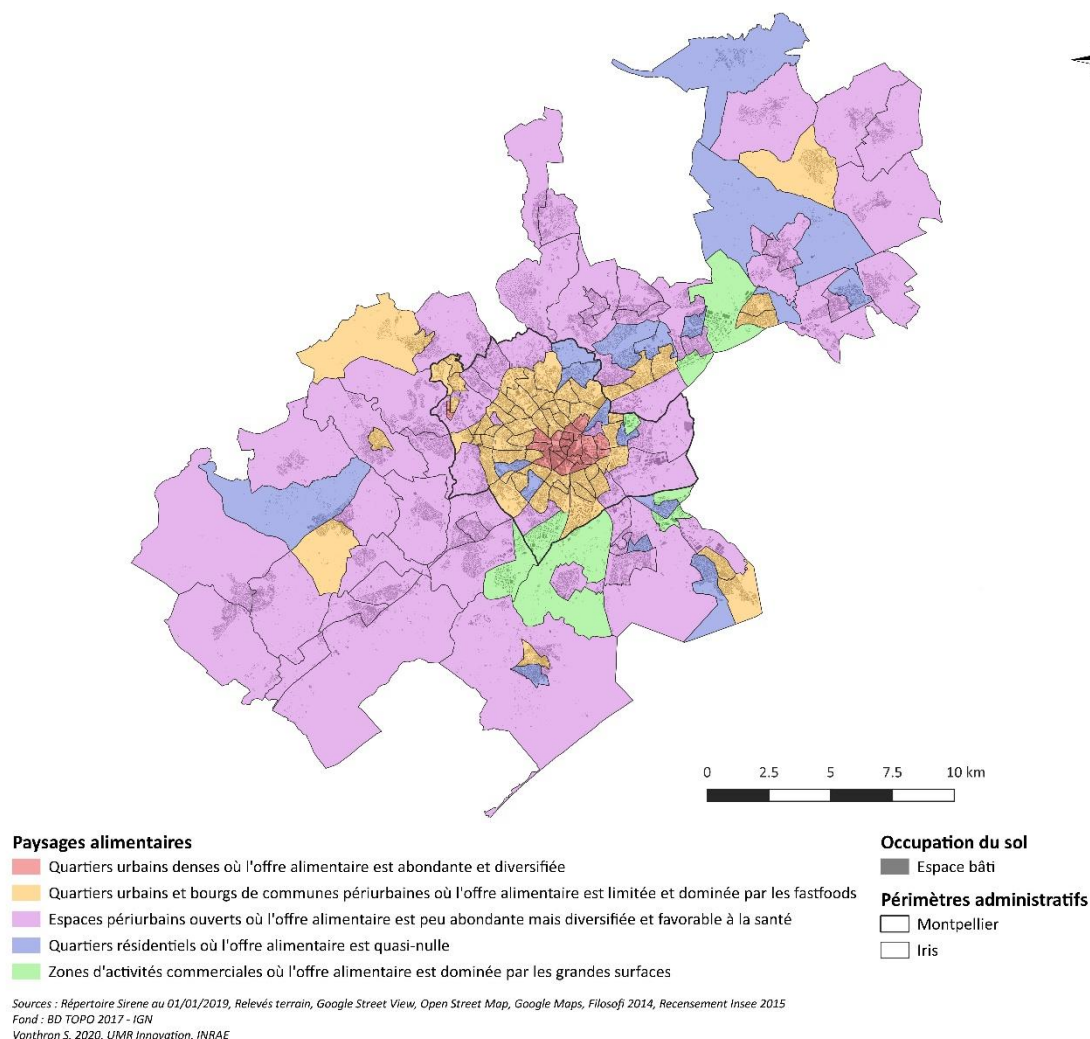 0 2.5 5 7.5 10 km
Paysages alimentaires
Quartiers urbains denses où l'offre alimentaire est abondante et diversifiée
Quartiers urbains et bourgs de communes périurbaines où l'offre alimentaire est limitée et dominée par les fastfoods
Espaces périurbains ouverts où l'offre alimentaire est peu abondante mais diversifiée et favorable à la santé
Quartiers résidentiels où l'offre alimentaire est quasi-nulle
Zones d'activités commerciales où l'offre alimentaire est dominée par les grandes surfaces
Occupation du sol
Espace bâti
Périmètres administratifs
Montpellier
Iris
Sources : Répertoire Sirene au 01/01/2019, Relevés terrain, Google Street View, Open Street Map, Google Maps, Filosofi 2014, Recensement Insee 2015
Fond : BD TOPO 2017 - IGN
Vonthron S. 2020. UMR Innovation. INRAE